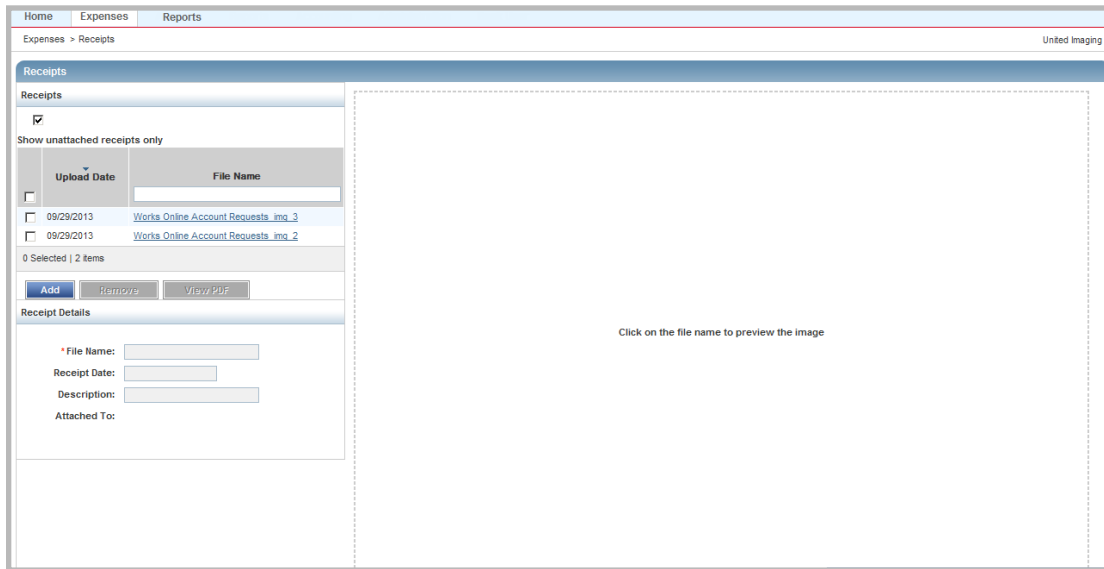 Home Expenses Reports
Expenses > Receipts United Imaging
Receipts
Receipts
Show unattached receipts only
Upload Date File Name
09/29/2013 Works Online Account Requests_img_3
09/29/2013 Works Online Account Requests_img_2
0 Selected | 2 items
Add Remove View PDF
Receipt Details
*File Name:
Receipt Date:
Description:
Attached To:
Click on the file name to preview the image